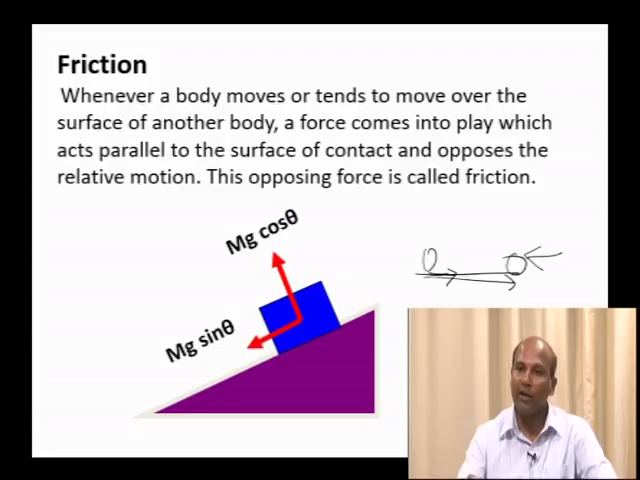 Friction
Whenever a body moves or tends to move over the
surface of another body, a force comes into play which
acts parallel to the surface of contact and opposes the
relative motion. This opposing force is called friction.
Mg cosθ
Mg sinθ